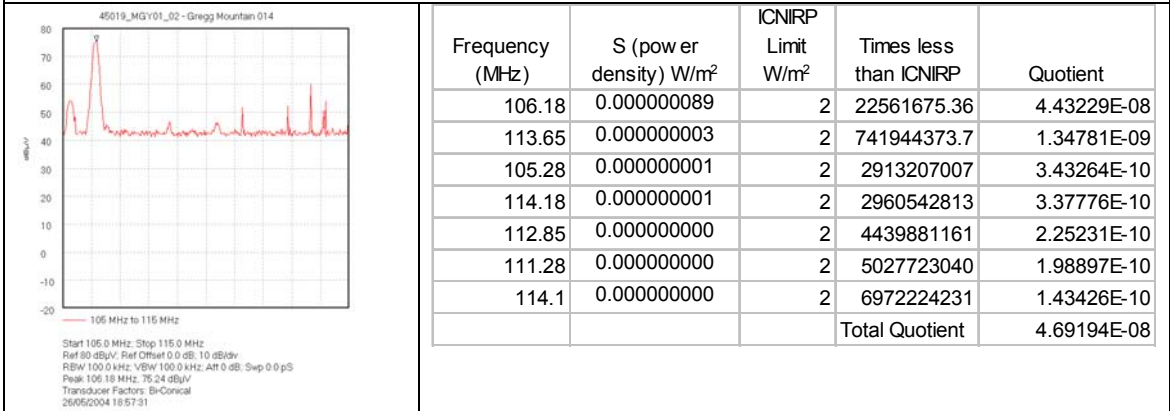 45019_MGY01_02 - Gregg Mountain 014
80
70
60
50
40
30
20
10
0
-10
-20
dBµV
105 MHz to 115 MHz
Start 105.0 MHz; Stop 115.0 MHz
Ref 80 dBµV; Ref Offset 0.0 dB; 10 dB/div
RBW 100.0 kHz; VBW 100.0 kHz; Att 0 dB; Swp 0.0 pS
Peak 106.18 MHz, 75.24 dBµV
Transducer Factors: Bi-Conical
26/05/2004 18:57:31
Frequency (MHz) S (power density) W/m² ICNIRP Limit W/m² Times less than ICNIRP Quotient
106.18 0.000000089 2 22561675.36 4.43229E-08
113.65 0.000000003 2 741944373.7 1.34781E-09
105.28 0.000000001 2 2913207007 3.43264E-10
114.18 0.000000001 2 2960542813 3.37776E-10
112.85 0.000000000 2 4439881161 2.25231E-10
111.28 0.000000000 2 5027723040 1.98897E-10
114.1 0.000000000 2 6972224231 1.43426E-10
Total Quotient 4.69194E-08